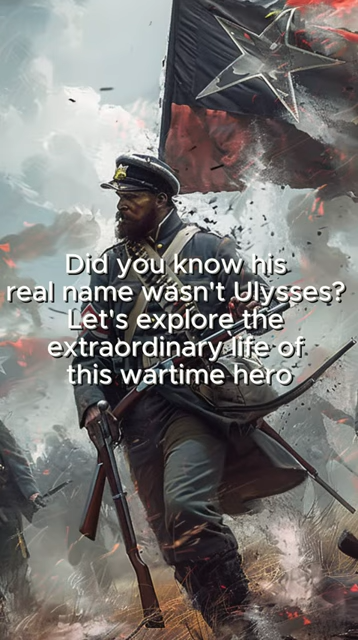 Did you know his
real name wasn't Ulysses?
Let's explore the
extraordinary life of
this wartime hero